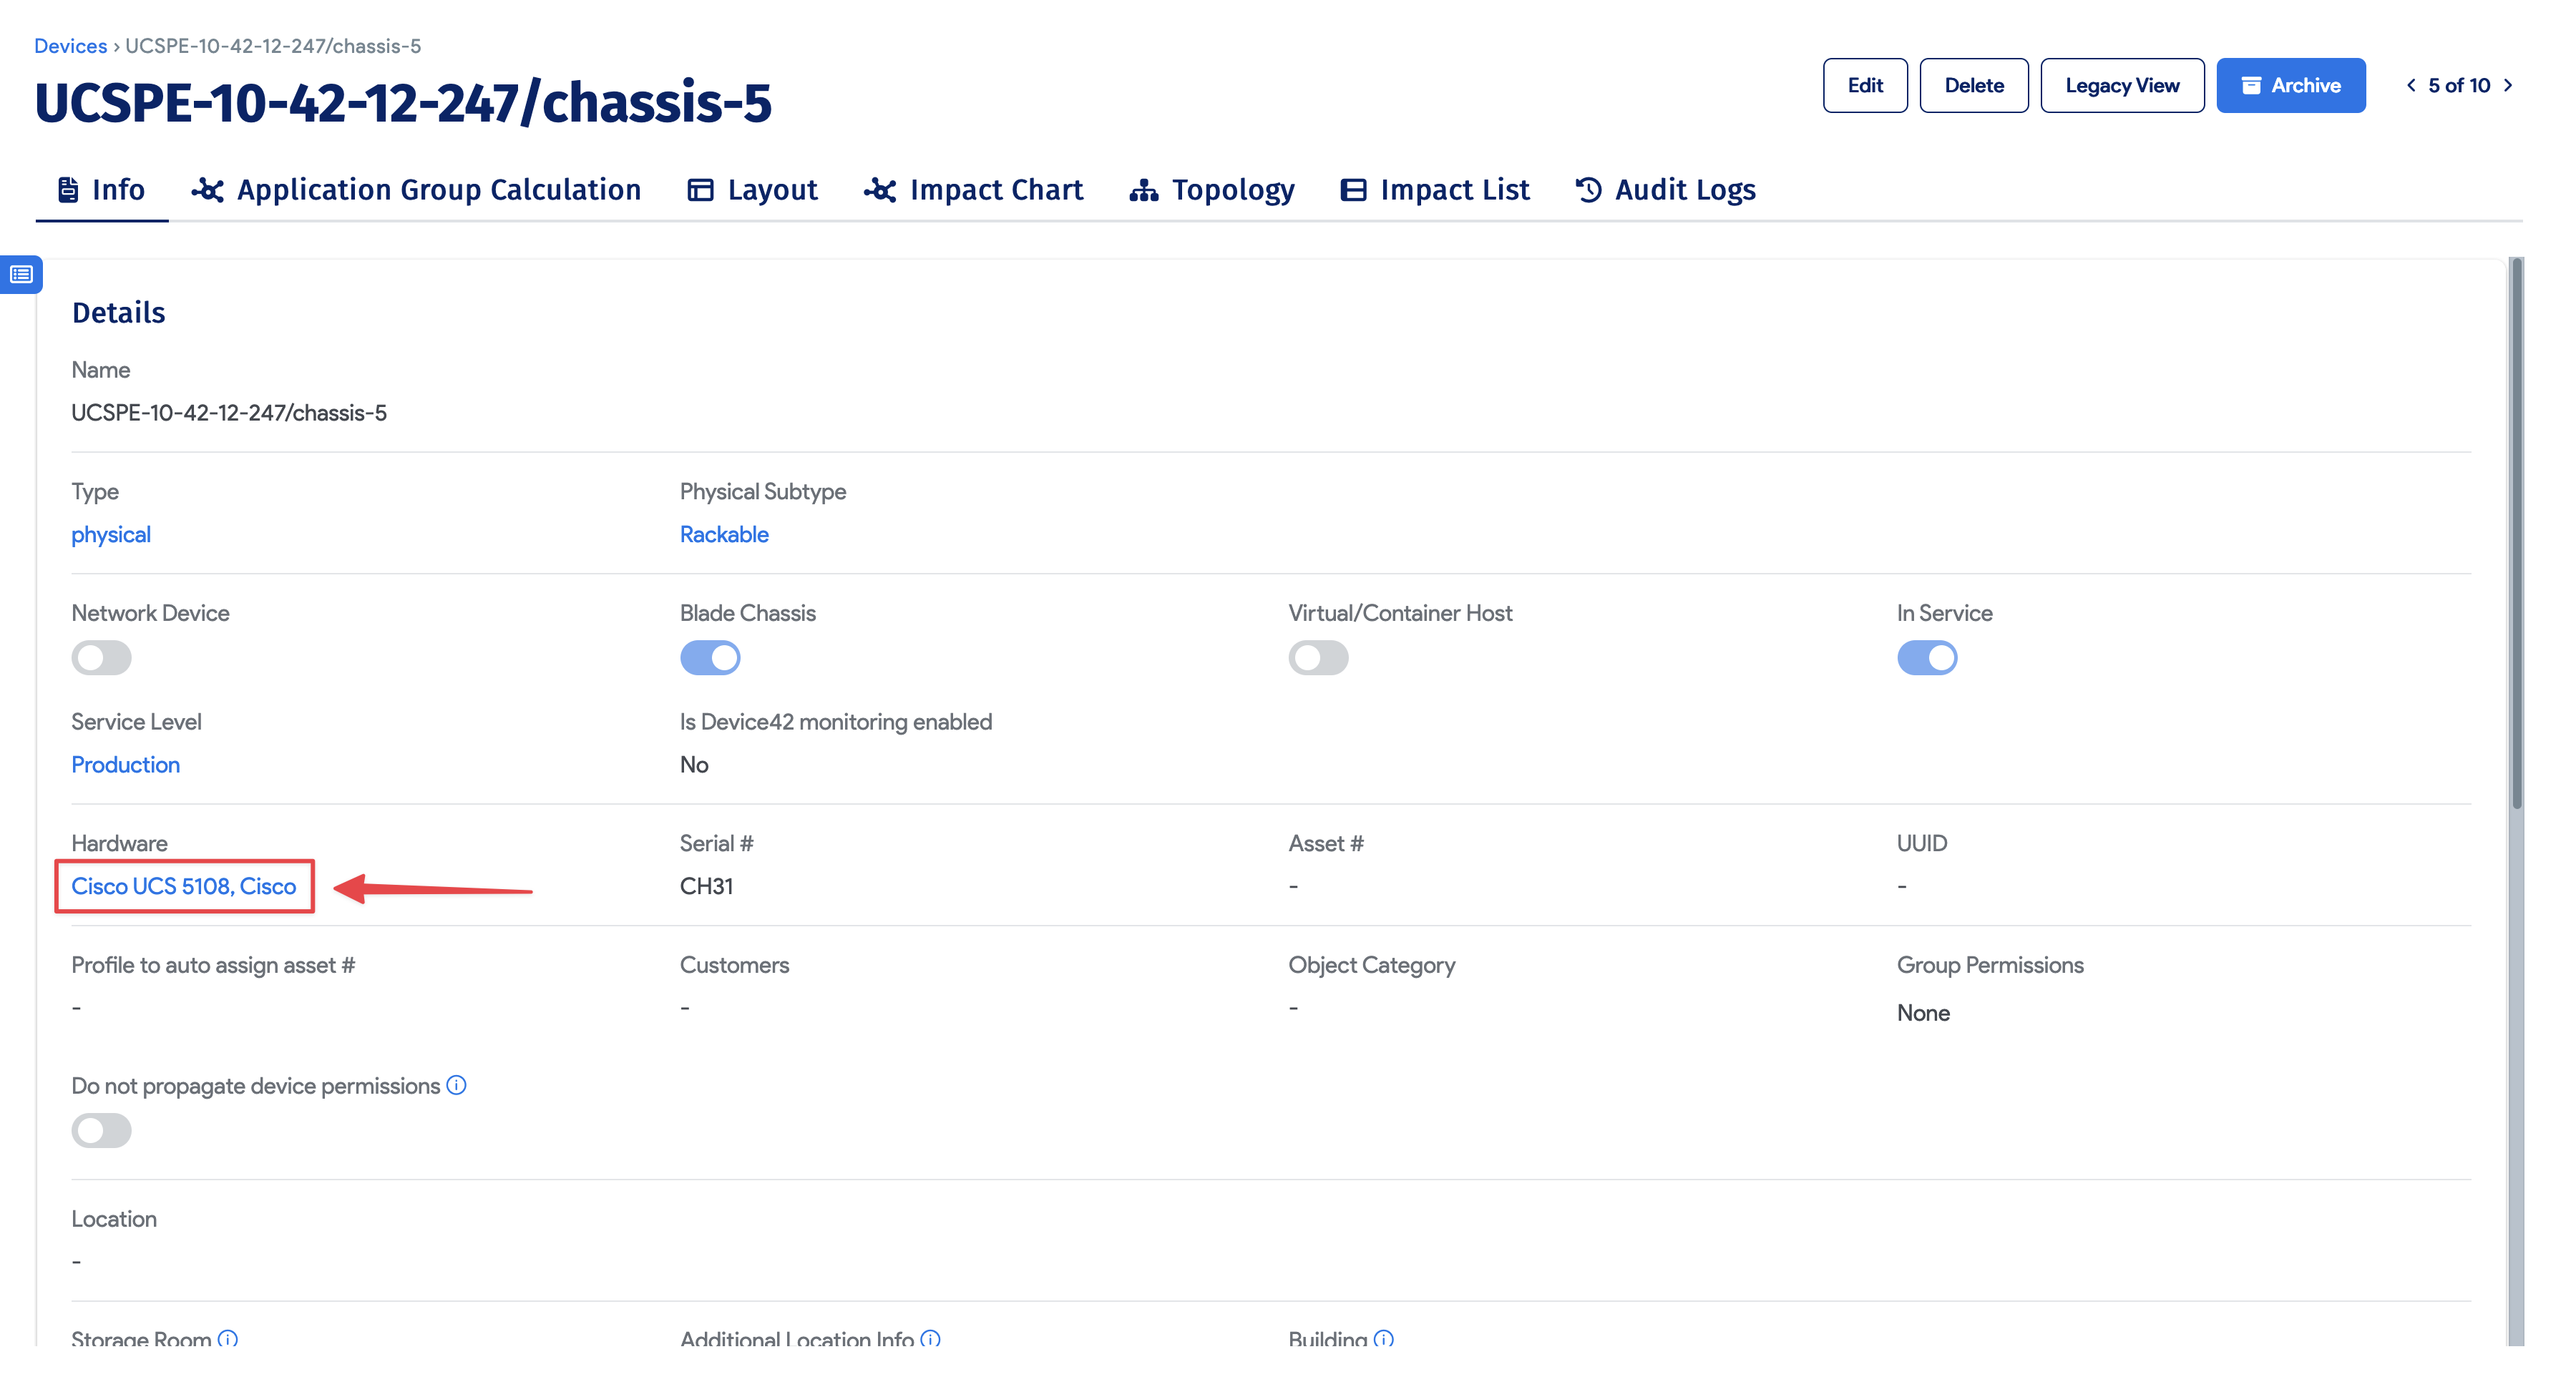 Devices › UCSPE-10-42-12-247/chassis-5
UCSPE-10-42-12-247/chassis-5
Edit Delete Legacy View Archive < 5 of 10 >
Info Application Group Calculation Layout Impact Chart Topology Impact List Audit Logs
Details
Name
UCSPE-10-42-12-247/chassis-5
Type Physical Subtype
physical Rackable
Network Device Blade Chassis Virtual/Container Host In Service
Service Level Is Device42 monitoring enabled
Production No
Hardware Serial # Asset # UUID
Cisco UCS 5108, Cisco CH31 - -
Profile to auto assign asset # Customers Object Category Group Permissions
- - - None
Do not propagate device permissions
Location
-
Storage Room Additional Location Info Building